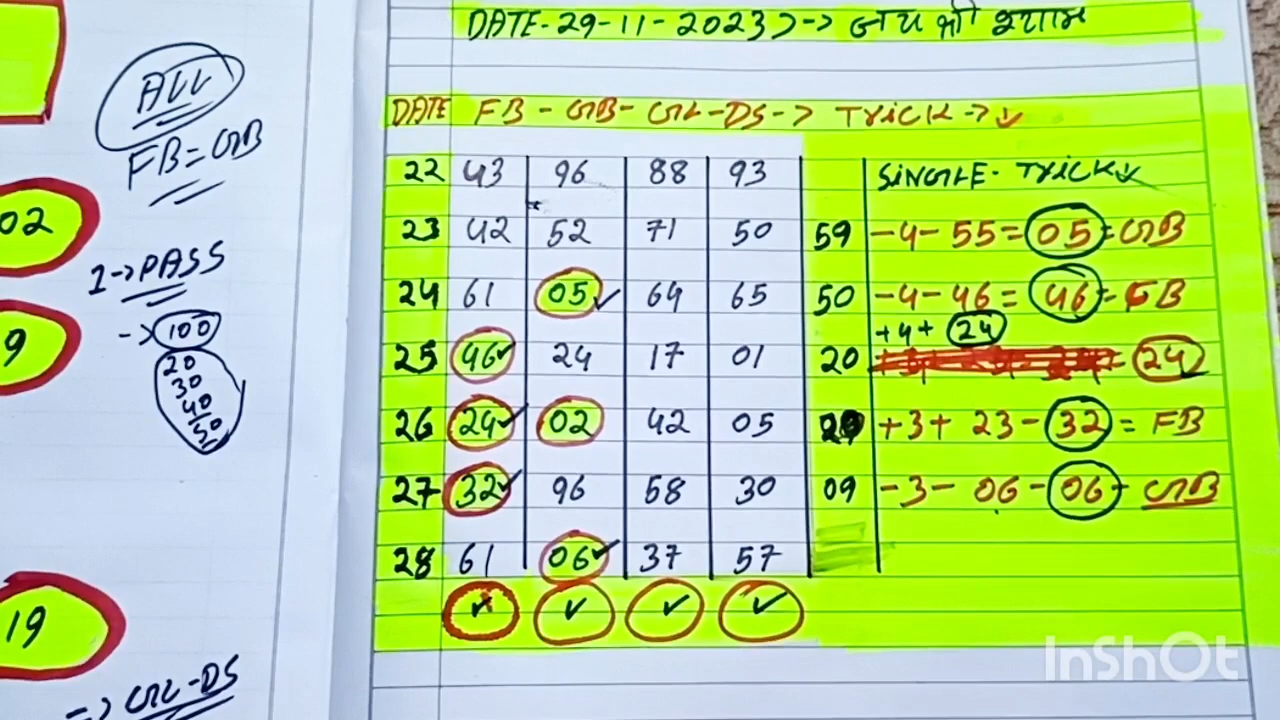 DATE-29-11-2023)-> जय श्री श्याम
ALL
FB=GB
02
1->PASS
-> 100
20
30
40
50
9
19
=> GL-DS
DATE FB-GB-GL-DS-> TRICK->↓
22 43 96 88 93 SINGLE- TRICK↓
23 42 52 71 50 59 -4-55=05=GB
24 61 05✓ 64 65 50 -4-46=46=FB
+4+ 24
25 46✓ 24 17 01 20 =24
26 24✓ 02 42 05 29 +3+ 23-32=FB
27 32✓ 96 58 30 09 -3-06-06-GB
28 61 06✓ 37 57
✓ ✓ ✓ ✓
InShOt